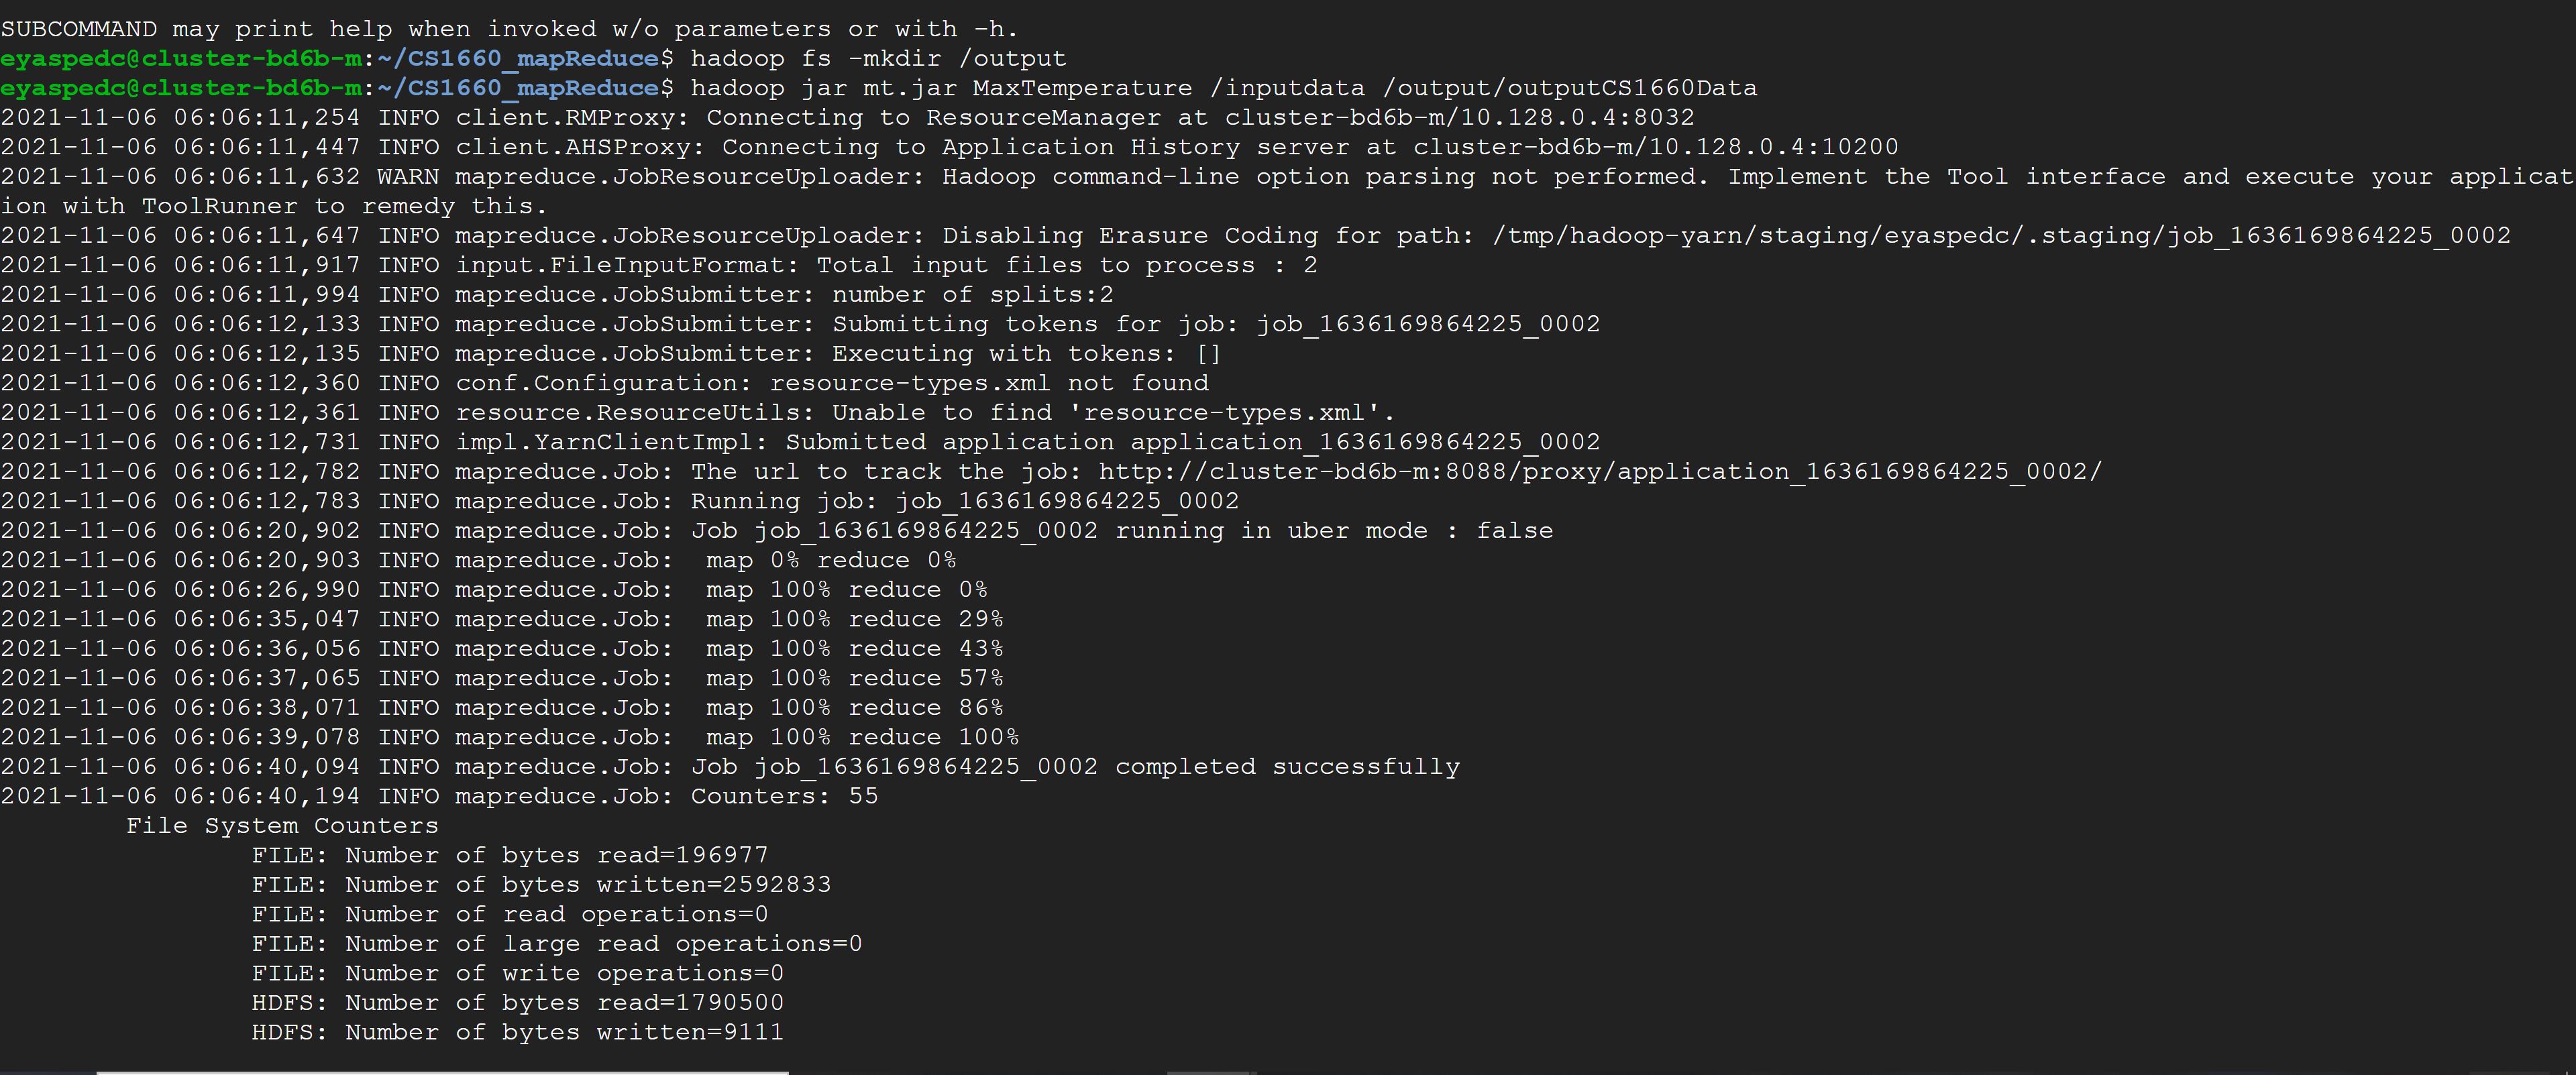 SUBCOMMAND may print help when invoked w/o parameters or with -h.
eyaspedc@cluster-bd6b-m:~/CS1660_mapReduce$ hadoop fs -mkdir /output
eyaspedc@cluster-bd6b-m:~/CS1660_mapReduce$ hadoop jar mt.jar MaxTemperature /inputdata /output/outputCS1660Data
2021-11-06 06:06:11,254 INFO client.RMProxy: Connecting to ResourceManager at cluster-bd6b-m/10.128.0.4:8032
2021-11-06 06:06:11,447 INFO client.AHSProxy: Connecting to Application History server at cluster-bd6b-m/10.128.0.4:10200
2021-11-06 06:06:11,632 WARN mapreduce.JobResourceUploader: Hadoop command-line option parsing not performed. Implement the Tool interface and execute your applicat
ion with ToolRunner to remedy this.
2021-11-06 06:06:11,647 INFO mapreduce.JobResourceUploader: Disabling Erasure Coding for path: /tmp/hadoop-yarn/staging/eyaspedc/.staging/job_1636169864225_0002
2021-11-06 06:06:11,917 INFO input.FileInputFormat: Total input files to process : 2
2021-11-06 06:06:11,994 INFO mapreduce.JobSubmitter: number of splits:2
2021-11-06 06:06:12,133 INFO mapreduce.JobSubmitter: Submitting tokens for job: job_1636169864225_0002
2021-11-06 06:06:12,135 INFO mapreduce.JobSubmitter: Executing with tokens: []
2021-11-06 06:06:12,360 INFO conf.Configuration: resource-types.xml not found
2021-11-06 06:06:12,361 INFO resource.ResourceUtils: Unable to find 'resource-types.xml'.
2021-11-06 06:06:12,731 INFO impl.YarnClientImpl: Submitted application application_1636169864225_0002
2021-11-06 06:06:12,782 INFO mapreduce.Job: The url to track the job: http://cluster-bd6b-m:8088/proxy/application_1636169864225_0002/
2021-11-06 06:06:12,783 INFO mapreduce.Job: Running job: job_1636169864225_0002
2021-11-06 06:06:20,902 INFO mapreduce.Job: Job job_1636169864225_0002 running in uber mode : false
2021-11-06 06:06:20,903 INFO mapreduce.Job:  map 0% reduce 0%
2021-11-06 06:06:26,990 INFO mapreduce.Job:  map 100% reduce 0%
2021-11-06 06:06:35,047 INFO mapreduce.Job:  map 100% reduce 29%
2021-11-06 06:06:36,056 INFO mapreduce.Job:  map 100% reduce 43%
2021-11-06 06:06:37,065 INFO mapreduce.Job:  map 100% reduce 57%
2021-11-06 06:06:38,071 INFO mapreduce.Job:  map 100% reduce 86%
2021-11-06 06:06:39,078 INFO mapreduce.Job:  map 100% reduce 100%
2021-11-06 06:06:40,094 INFO mapreduce.Job: Job job_1636169864225_0002 completed successfully
2021-11-06 06:06:40,194 INFO mapreduce.Job: Counters: 55
File System Counters
FILE: Number of bytes read=196977
FILE: Number of bytes written=2592833
FILE: Number of read operations=0
FILE: Number of large read operations=0
FILE: Number of write operations=0
HDFS: Number of bytes read=1790500
HDFS: Number of bytes written=9111